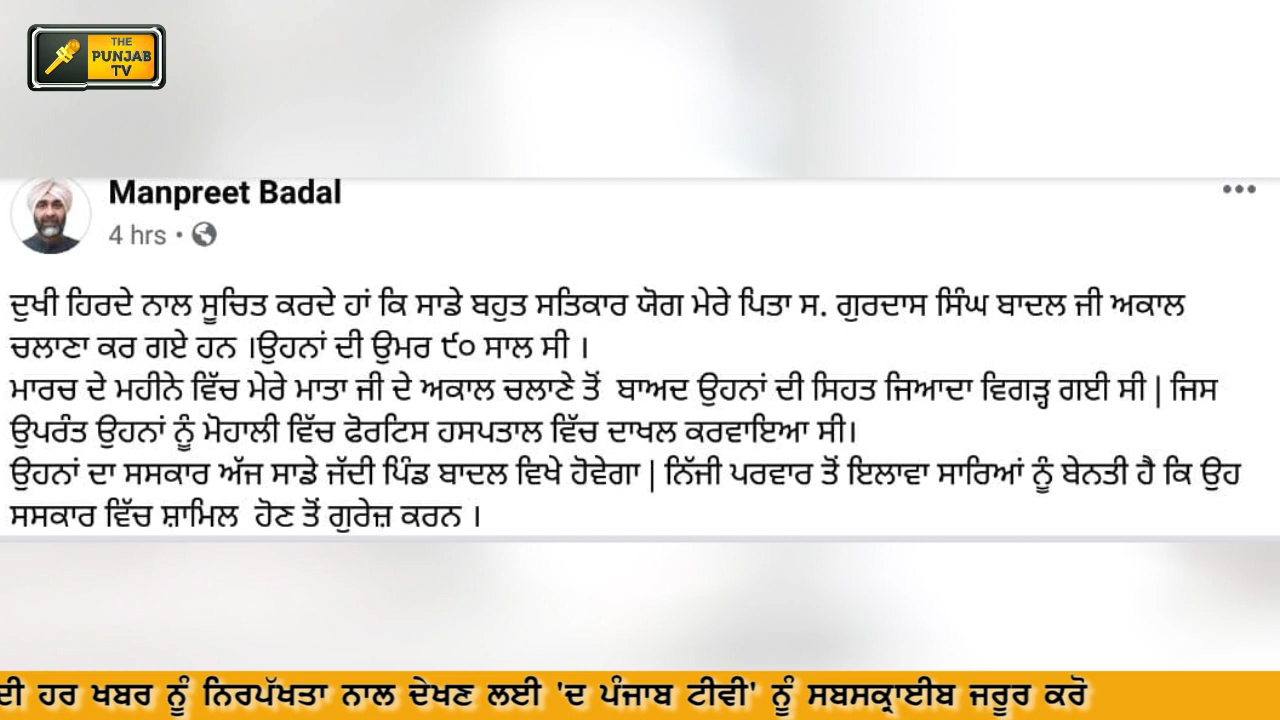 THE
PUNJAB
TV
Manpreet Badal
4 hrs •
ਦੁਖੀ ਹਿਰਦੇ ਨਾਲ ਸੂਚਿਤ ਕਰਦੇ ਹਾਂ ਕਿ ਸਾਡੇ ਬਹੁਤ ਸਤਿਕਾਰ ਯੋਗ ਮੇਰੇ ਪਿਤਾ ਸ. ਗੁਰਦਾਸ ਸਿੰਘ ਬਾਦਲ ਜੀ ਅਕਾਲ
ਚਲਾਣਾ ਕਰ ਗਏ ਹਨ ।ਉਹਨਾਂ ਦੀ ਉਮਰ ੯੦ ਸਾਲ ਸੀ ।
ਮਾਰਚ ਦੇ ਮਹੀਨੇ ਵਿੱਚ ਮੇਰੇ ਮਾਤਾ ਜੀ ਦੇ ਅਕਾਲ ਚਲਾਣੇ ਤੋਂ  ਬਾਅਦ ਉਹਨਾਂ ਦੀ ਸਿਹਤ ਜਿਆਦਾ ਵਿਗੜ੍ਹ ਗਈ ਸੀ | ਜਿਸ
ਉਪਰੰਤ ਉਹਨਾਂ ਨੂੰ ਮੋਹਾਲੀ ਵਿੱਚ ਫੋਰਟਿਸ ਹਸਪਤਾਲ ਵਿੱਚ ਦਾਖਲ ਕਰਵਾਇਆ ਸੀ।
ਉਹਨਾਂ ਦਾ ਸਸਕਾਰ ਅੱਜ ਸਾਡੇ ਜੱਦੀ ਪਿੰਡ ਬਾਦਲ ਵਿਖੇ ਹੋਵੇਗਾ | ਨਿੱਜੀ ਪਰਵਾਰ ਤੋਂ ਇਲਾਵਾ ਸਾਰਿਆਂ ਨੂੰ ਬੇਨਤੀ ਹੈ ਕਿ ਉਹ
ਸਸਕਾਰ ਵਿੱਚ ਸ਼ਾਮਿਲ  ਹੋਣ ਤੋਂ ਗੁਰੇਜ਼ ਕਰਨ ।
ਦੀ ਹਰ ਖਬਰ ਨੂੰ ਨਿਰਪੱਖਤਾ ਨਾਲ ਦੇਖਣ ਲਈ 'ਦ ਪੰਜਾਬ ਟੀਵੀ' ਨੂੰ ਸਬਸਕ੍ਰਾਈਬ ਜਰੂਰ ਕਰੋ